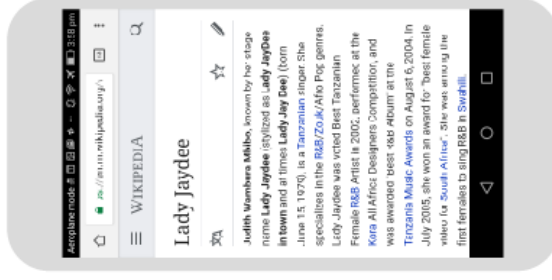 Aeroplane mode 3:18 pm
WIKIPEDIA
Lady Jaydee
Judith Wambura Mbibo, known by her stage
name Lady Jaydee (stylized as Lady JayDee
in town and at times Lady Jay Dee) (born
June 15, 1979), is a Tanzanian singer. She
specializes in the R&B/Zouk/Afro Pop genres.
Lady Jaydee was voted Best Tanzanian
Female R&B Artist in 2002, performed at the
Kora All Africa Designers Competition, and
was awarded 'Best R&B Album' at the
Tanzania Music Awards on August 6, 2004. In
July 2005, she won an award for "best female
video for South Africa". She was among the
first females to sing R&B in Swahili.